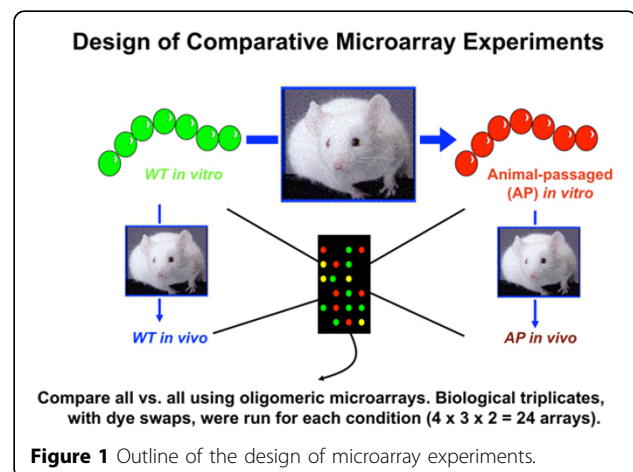 Design of Comparative Microarray Experiments
WT in vitro
Animal-passaged
(AP) in vitro
WT in vivo
AP in vivo
Compare all vs. all using oligomeric microarrays. Biological triplicates,
with dye swaps, were run for each condition (4 x 3 x 2 = 24 arrays).
Figure 1 Outline of the design of microarray experiments.